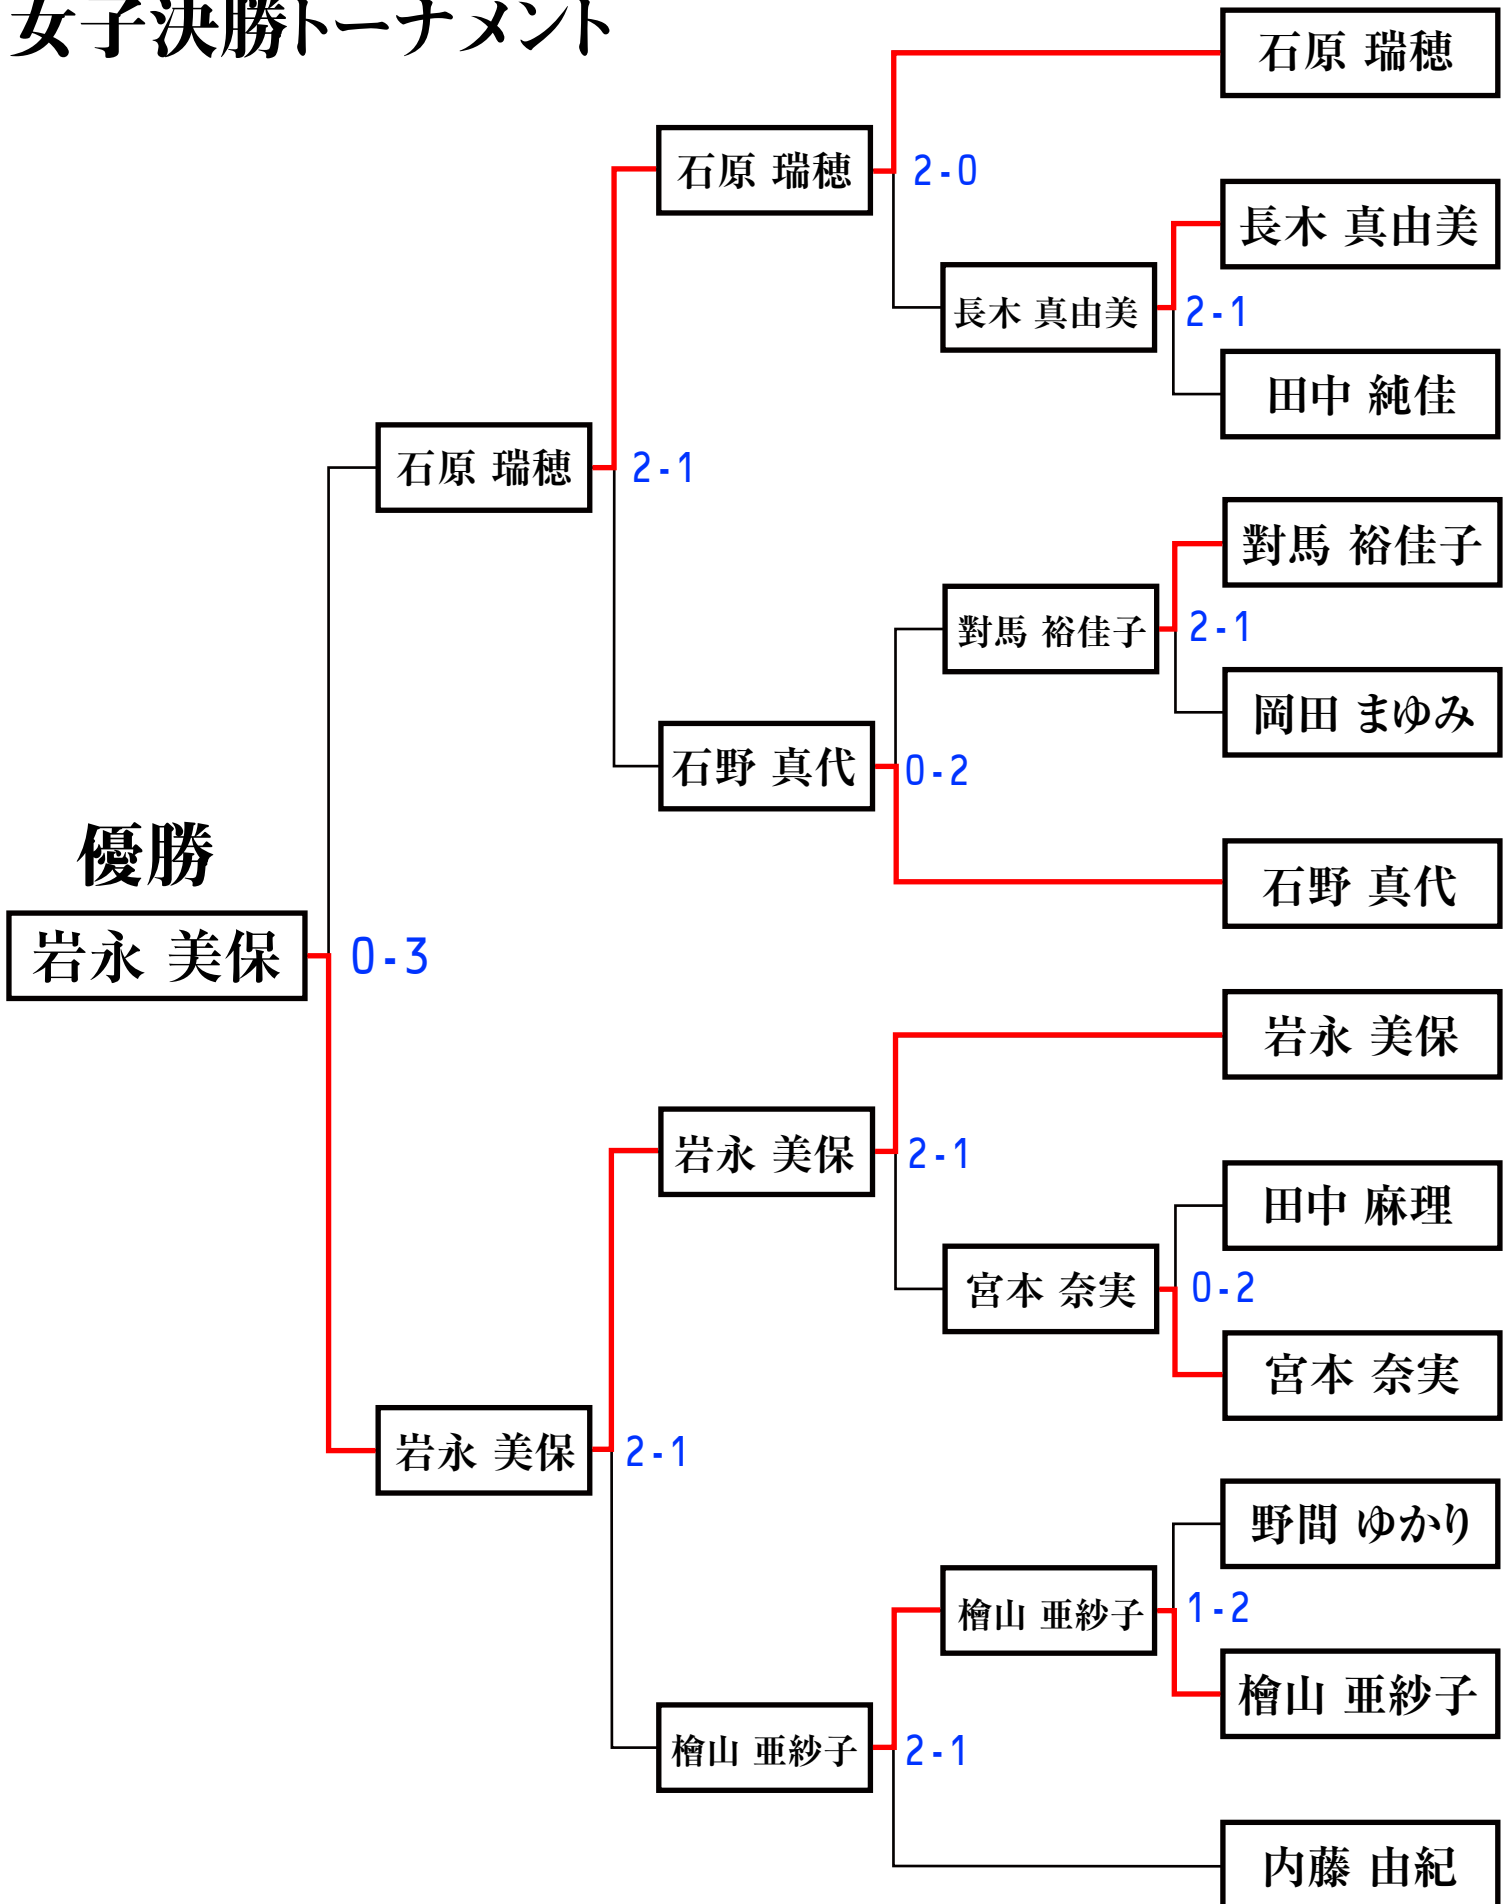 女子決勝トーナメント
石原 瑞穂
石原 瑞穂
2-0
長木 真由美
長木 真由美
2-1
田中 純佳
石原 瑞穂
2-1
對馬 裕佳子
對馬 裕佳子
2-1
岡田 まゆみ
石野 真代
0-2
石野 真代
優勝
岩永 美保
0-3
岩永 美保
岩永 美保
2-1
田中 麻理
宮本 奈実
0-2
宮本 奈実
岩永 美保
2-1
野間 ゆかり
檜山 亜紗子
1-2
檜山 亜紗子
檜山 亜紗子
2-1
内藤 由紀